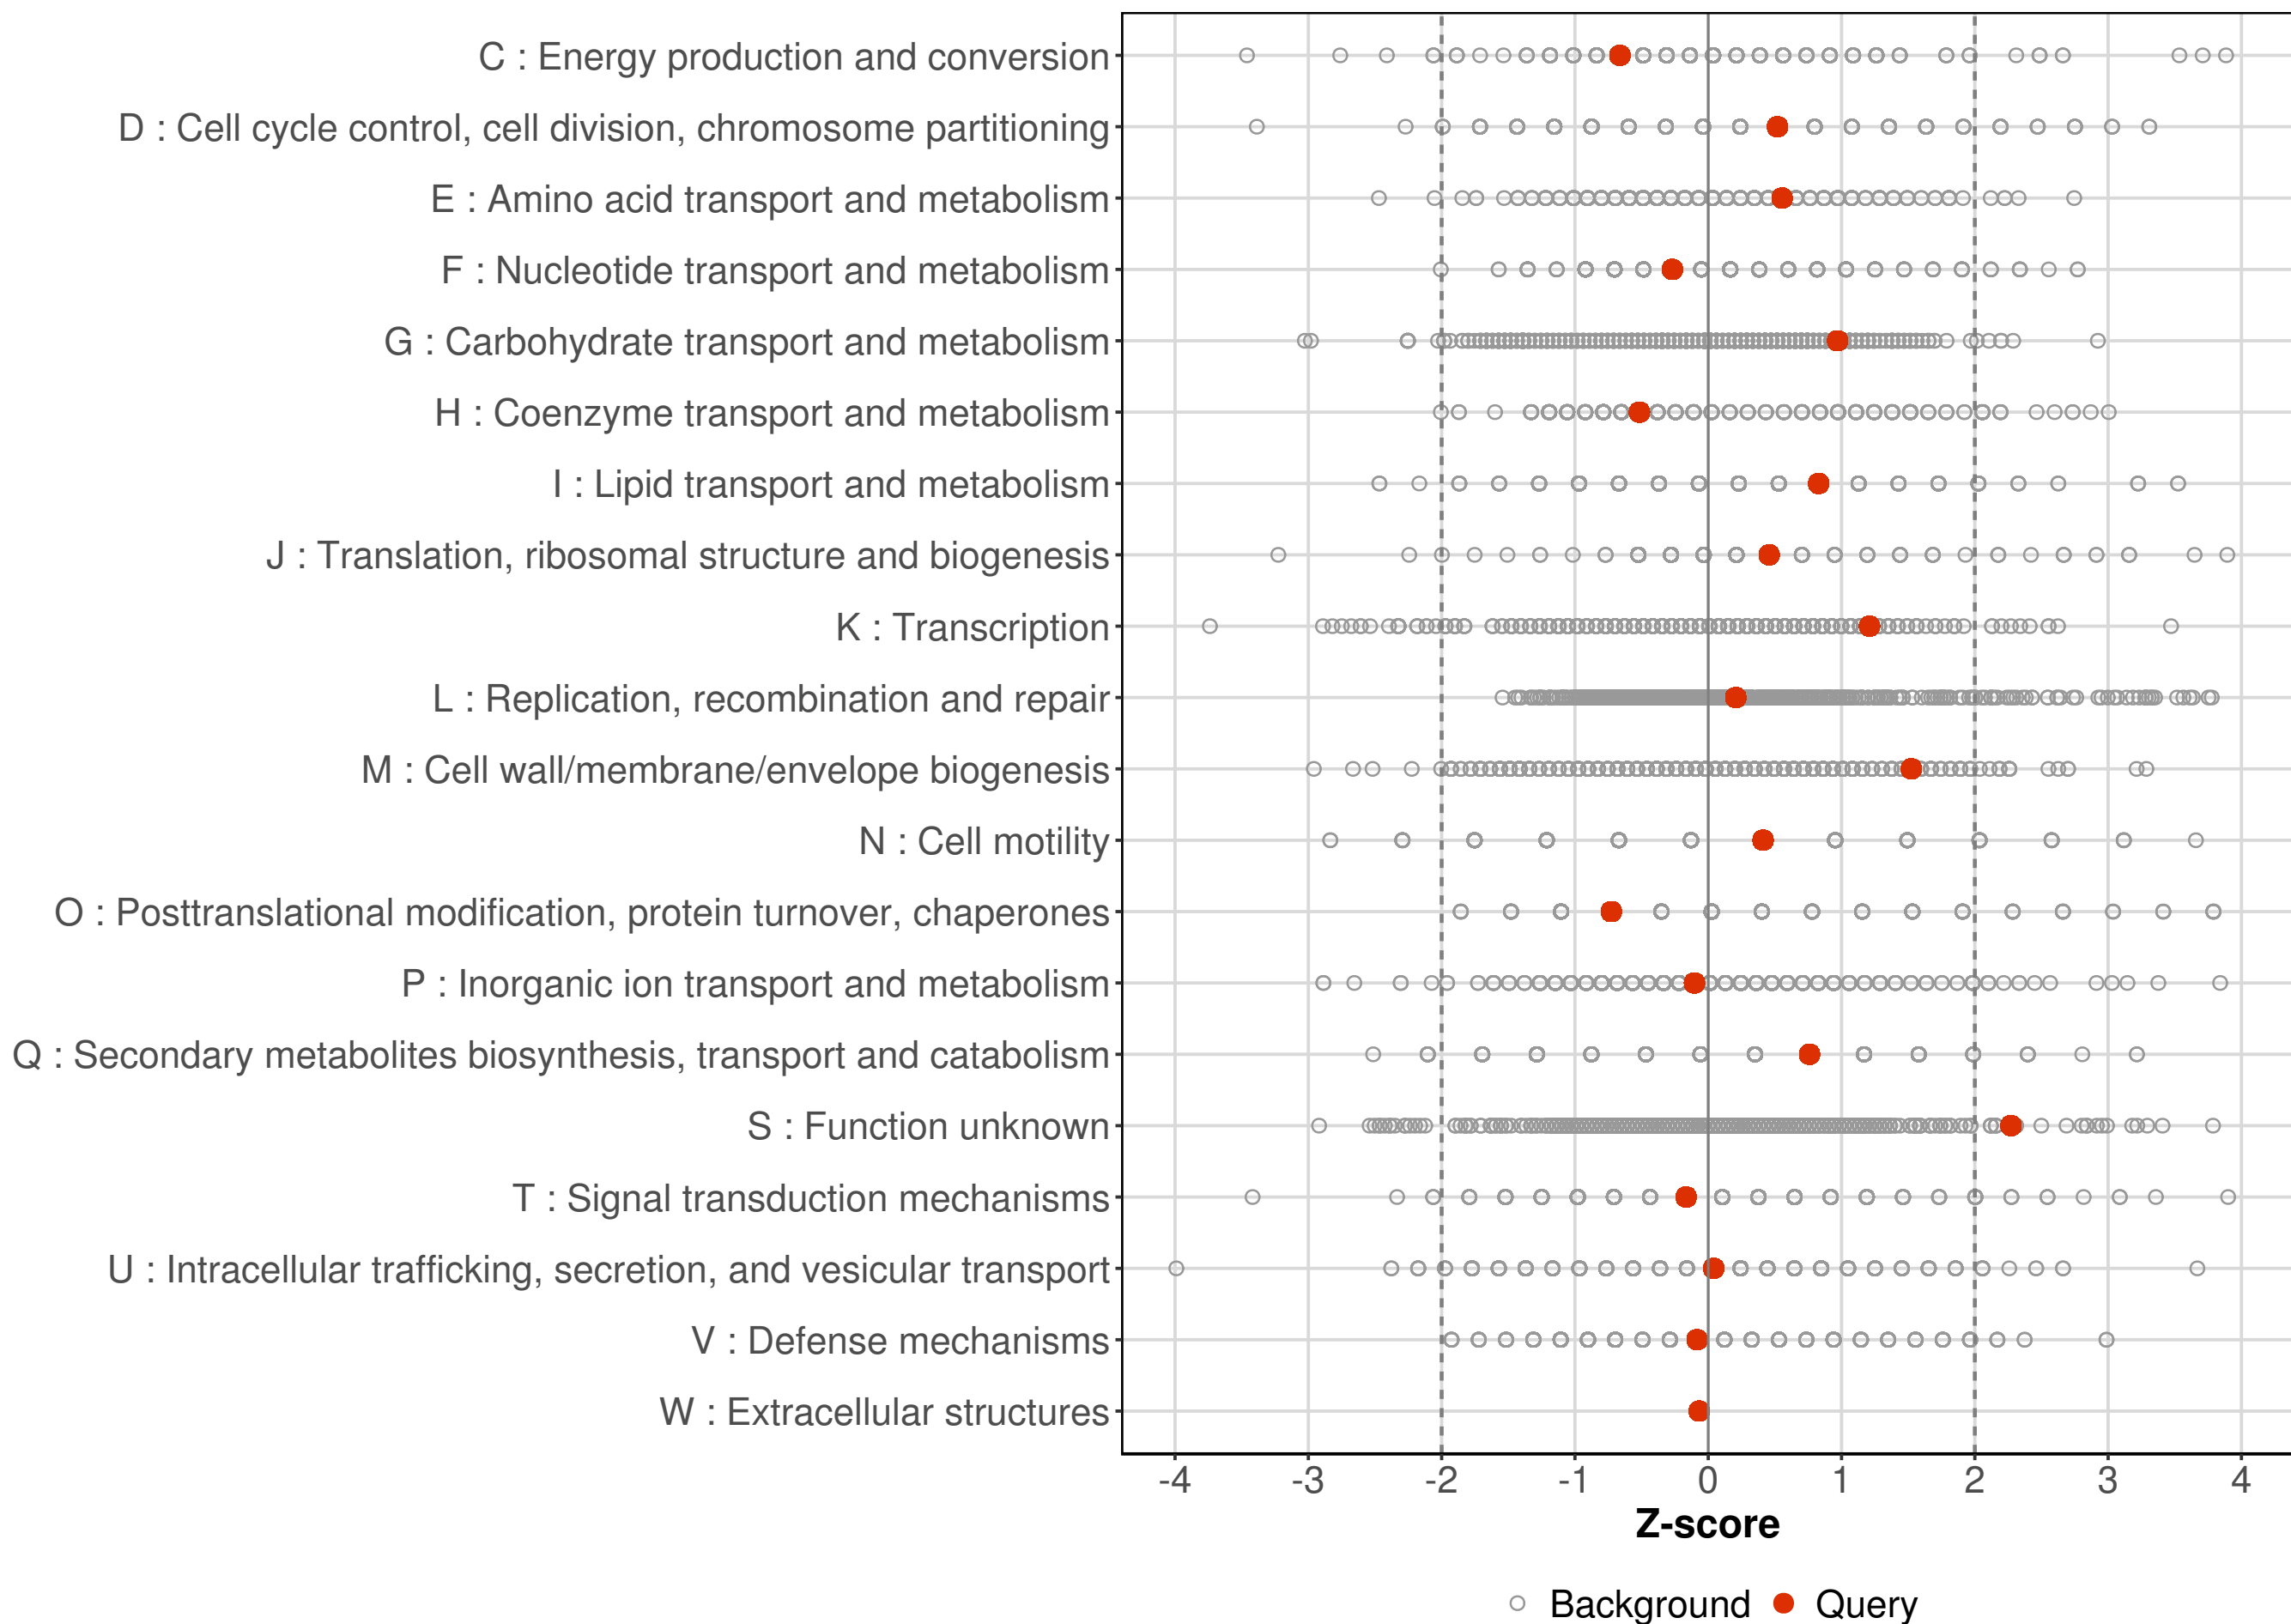 C : Energy production and conversion
D : Cell cycle control, cell division, chromosome partitioning
E : Amino acid transport and metabolism
F : Nucleotide transport and metabolism
G : Carbohydrate transport and metabolism
H : Coenzyme transport and metabolism
I : Lipid transport and metabolism
J : Translation, ribosomal structure and biogenesis
K : Transcription
L : Replication, recombination and repair
M : Cell wall/membrane/envelope biogenesis
N : Cell motility
O : Posttranslational modification, protein turnover, chaperones
P : Inorganic ion transport and metabolism
Q : Secondary metabolites biosynthesis, transport and catabolism
S : Function unknown
T : Signal transduction mechanisms
U : Intracellular trafficking, secretion, and vesicular transport
V : Defense mechanisms
W : Extracellular structures
-4 -3 -2 -1 0 1 2 3 4
Z-score
Background Query